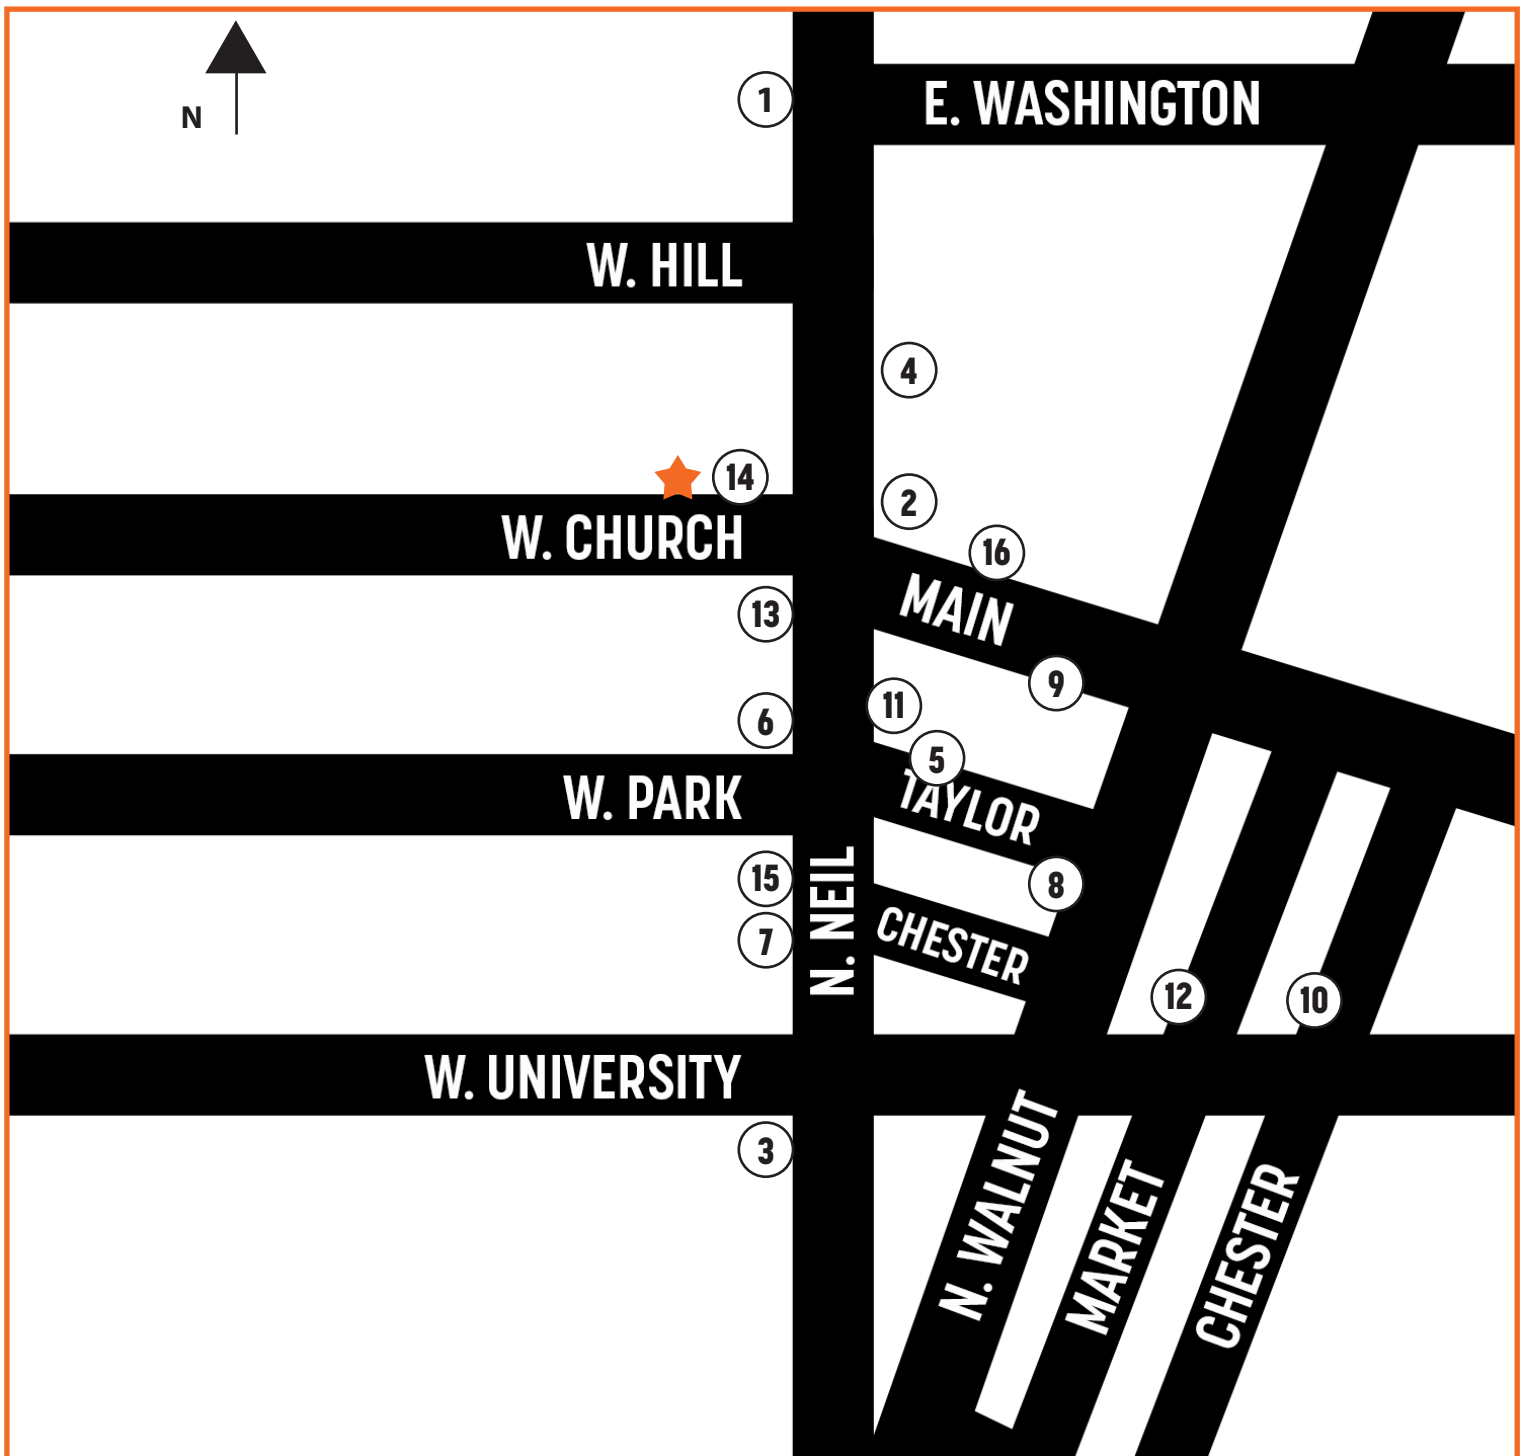 N
1
E. WASHINGTON
W. HILL
4
14
2
W. CHURCH
16
MAIN
13
9
11
6
5
TAYLOR
W. PARK
15
8
7
N. NEIL
CHESTER
12
10
W. UNIVERSITY
3
N. WALNUT
MARKET
CHESTER